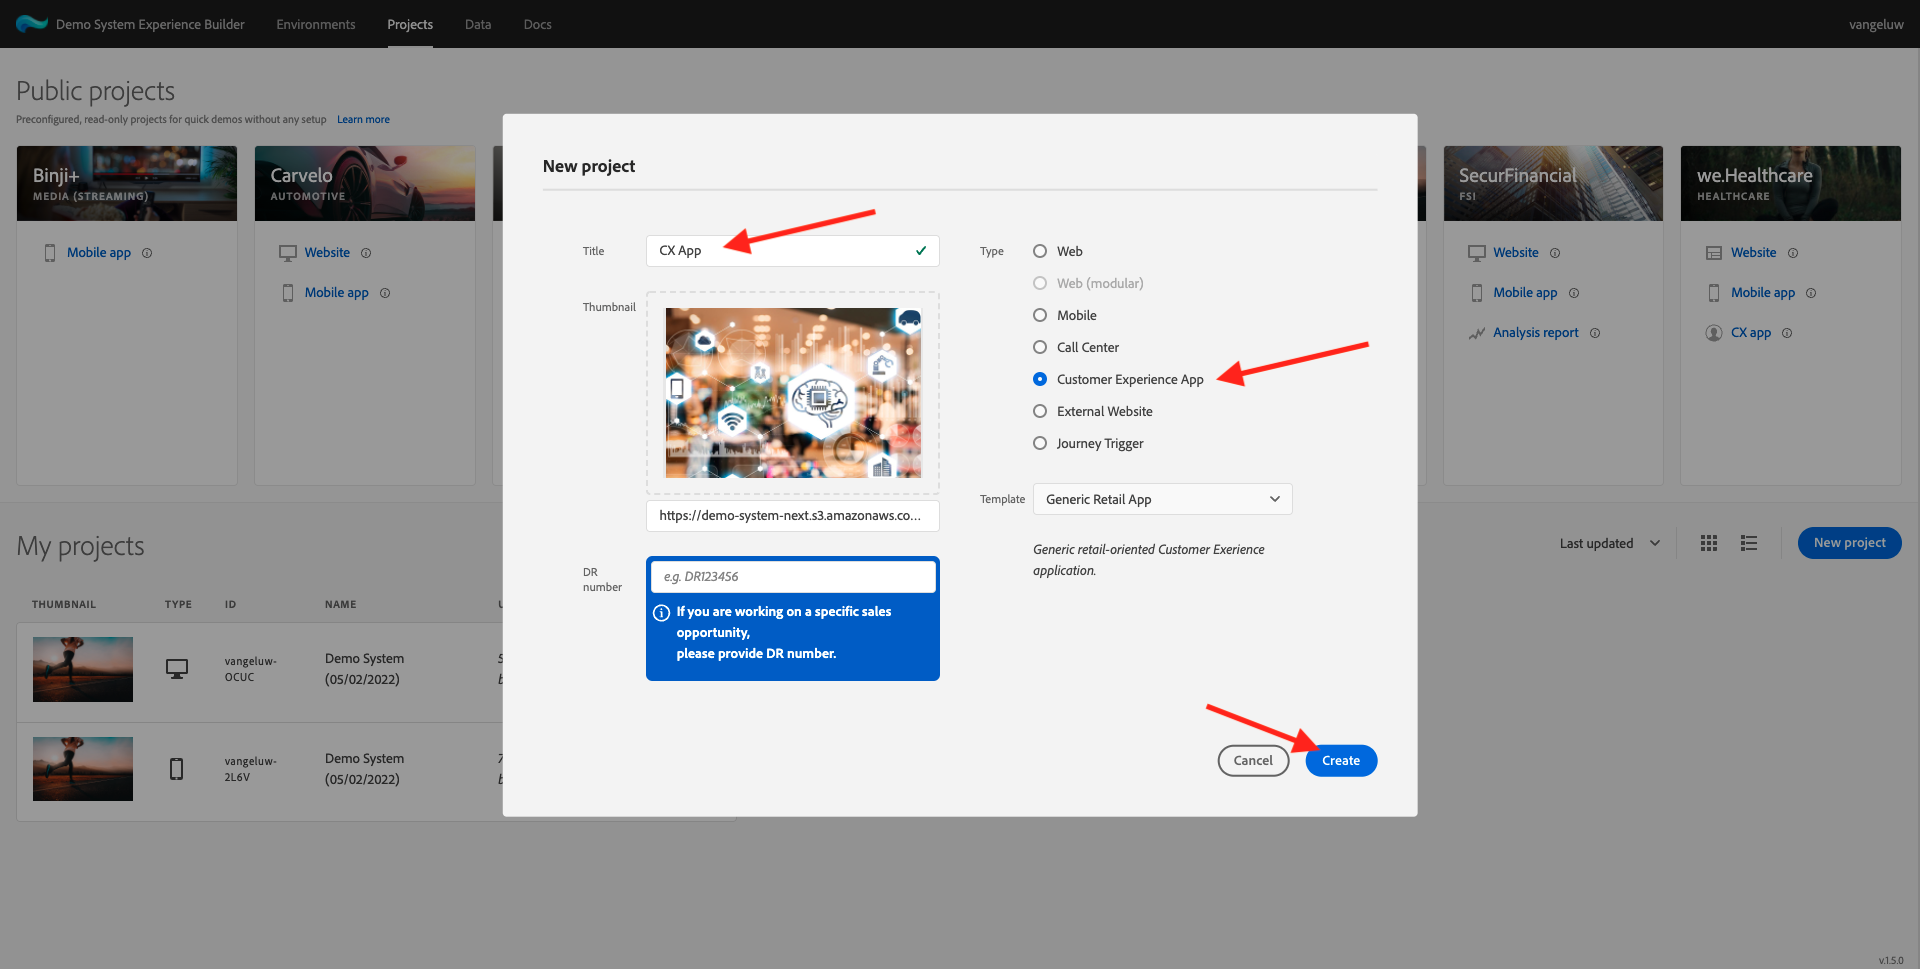 Demo System Experience Builder
Environments
Projects
Data
Docs
vangeluw
Public projects
Preconfigured, read-only projects for quick demos without any setup Learn more
Binji+
MEDIA (STREAMING)
Mobile app
Carvelo
AUTOMOTIVE
Website
Mobile app
SecurFinancial
FSI
Website
Mobile app
Analysis report
we.Healthcare
HEALTHCARE
Website
Mobile app
CX app
New project
Title
CX App
Thumbnail
https://demo-system-next.s3.amazonaws.co...
DR
number
e.g. DR123456
If you are working on a specific sales
opportunity,
please provide DR number.
Type
Web
Web (modular)
Mobile
Call Center
Customer Experience App
External Website
Journey Trigger
Template
Generic Retail App
Generic retail-oriented Customer Exerience
application.
Cancel
Create
My projects
Last updated
New project
THUMBNAIL
TYPE
ID
NAME
vangeluw-
OCUC
Demo System
(05/02/2022)
vangeluw-
2L6V
Demo System
(05/02/2022)
v.1.5.0